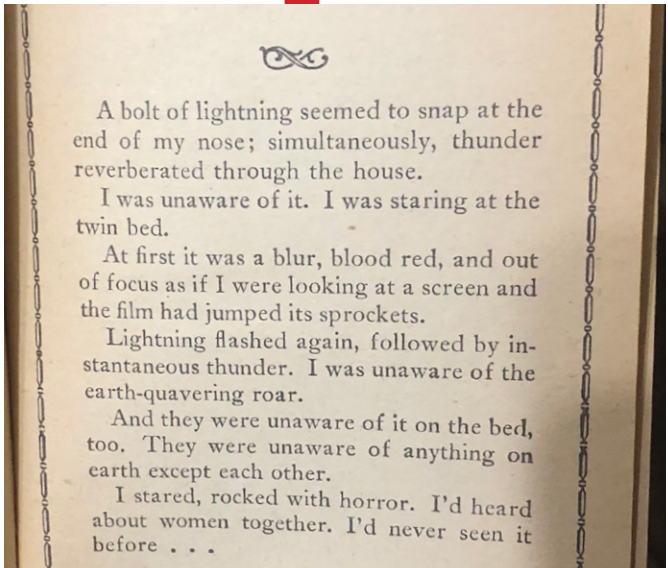 A bolt of lightning seemed to snap at the
end of my nose; simultaneously, thunder
reverberated through the house.
I was unaware of it. I was staring at the
twin bed.
At first it was a blur, blood red, and out
of focus as if I were looking at a screen and
the film had jumped its sprockets.
Lightning flashed again, followed by in-
stantaneous thunder. I was unaware of the
earth-quavering roar.
And they were unaware of it on the bed,
too. They were unaware of anything on
earth except each other.
I stared, rocked with horror. I'd heard
about women together. I'd never seen it
before . . .